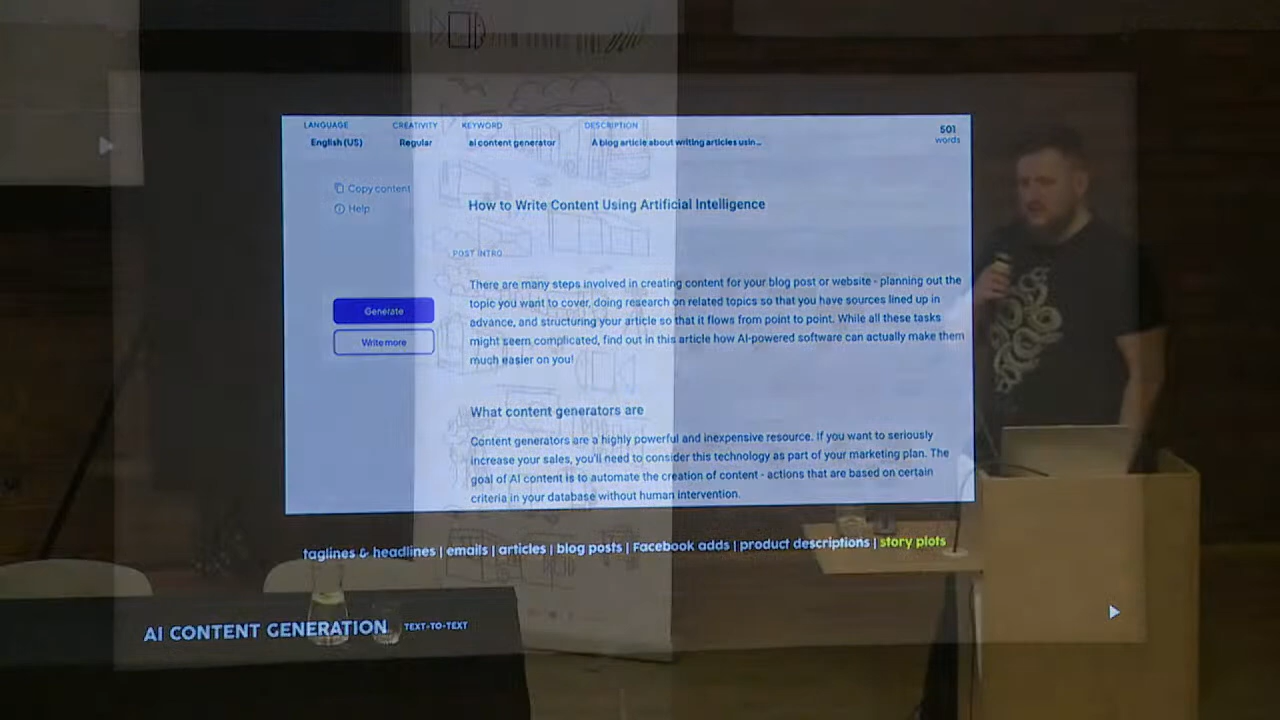 LANGUAGE CREATIVITY KEYWORD DESCRIPTION 501
English (US) Regular ai content generator A blog article about writing articles usin... words
Copy content
Help
How to Write Content Using Artificial Intelligence
POST INTRO
There are many steps involved in creating content for your blog post or website - planning out the
topic you want to cover, doing research on related topics so that you have sources lined up in
advance, and structuring your article so that it flows from point to point. While all these tasks
might seem complicated, find out in this article how AI-powered software can actually make them
much easier on you!
Generate
Write more
What content generators are
Content generators are a highly powerful and inexpensive resource. If you want to seriously
increase your sales, you'll need to consider this technology as part of your marketing plan. The
goal of AI content is to automate the creation of content - actions that are based on certain
criteria in your database without human intervention.
taglines & headlines | emails | articles | blog posts | Facebook adds | product descriptions | story plots
AI CONTENT GENERATION TEXT-TO-TEXT